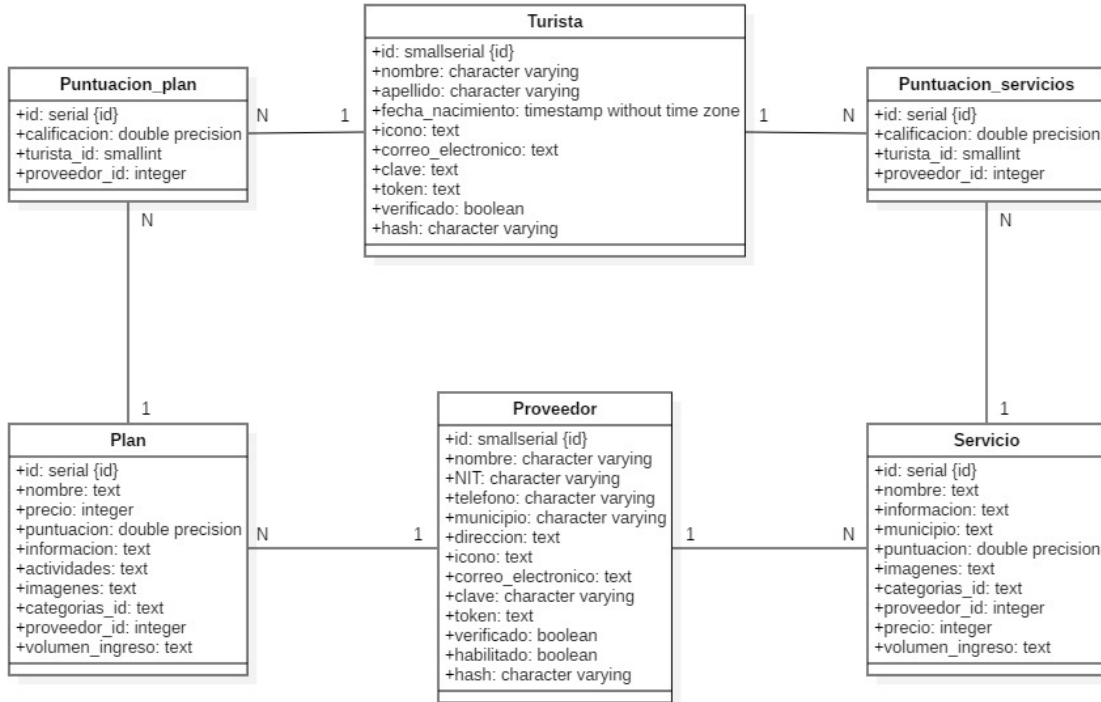 Turista
+id: smallserial {id}
+nombre: character varying
+apellido: character varying
+fecha_nacimiento: timestamp without time zone
+icono: text
+correo_electronico: text
+clave: text
+token: text
+verificado: boolean
+hash: character varying
Puntuacion_plan
+id: serial {id}
+calificacion: double precision
+turista_id: smallint
+proveedor_id: integer
N
1
Puntuacion_servicios
+id: serial {id}
+calificacion: double precision
+turista_id: smallint
+proveedor_id: integer
1
N
N
1
N
1
Plan
+id: serial {id}
+nombre: text
+precio: integer
+puntuacion: double precision
+informacion: text
+actividades: text
+imagenes: text
+categorias_id: text
+proveedor_id: integer
+volumen_ingreso: text
N
1
Proveedor
+id: smallserial {id}
+nombre: character varying
+NIT: character varying
+telefono: character varying
+municipio: character varying
+direccion: text
+icono: text
+correo_electronico: text
+clave: character varying
+token: text
+verificado: boolean
+habilitado: boolean
+hash: character varying
1
N
Servicio
+id: serial {id}
+nombre: text
+informacion: text
+municipio: text
+puntuacion: double precision
+imagenes: text
+categorias_id: text
+proveedor_id: integer
+precio: integer
+volumen_ingreso: text